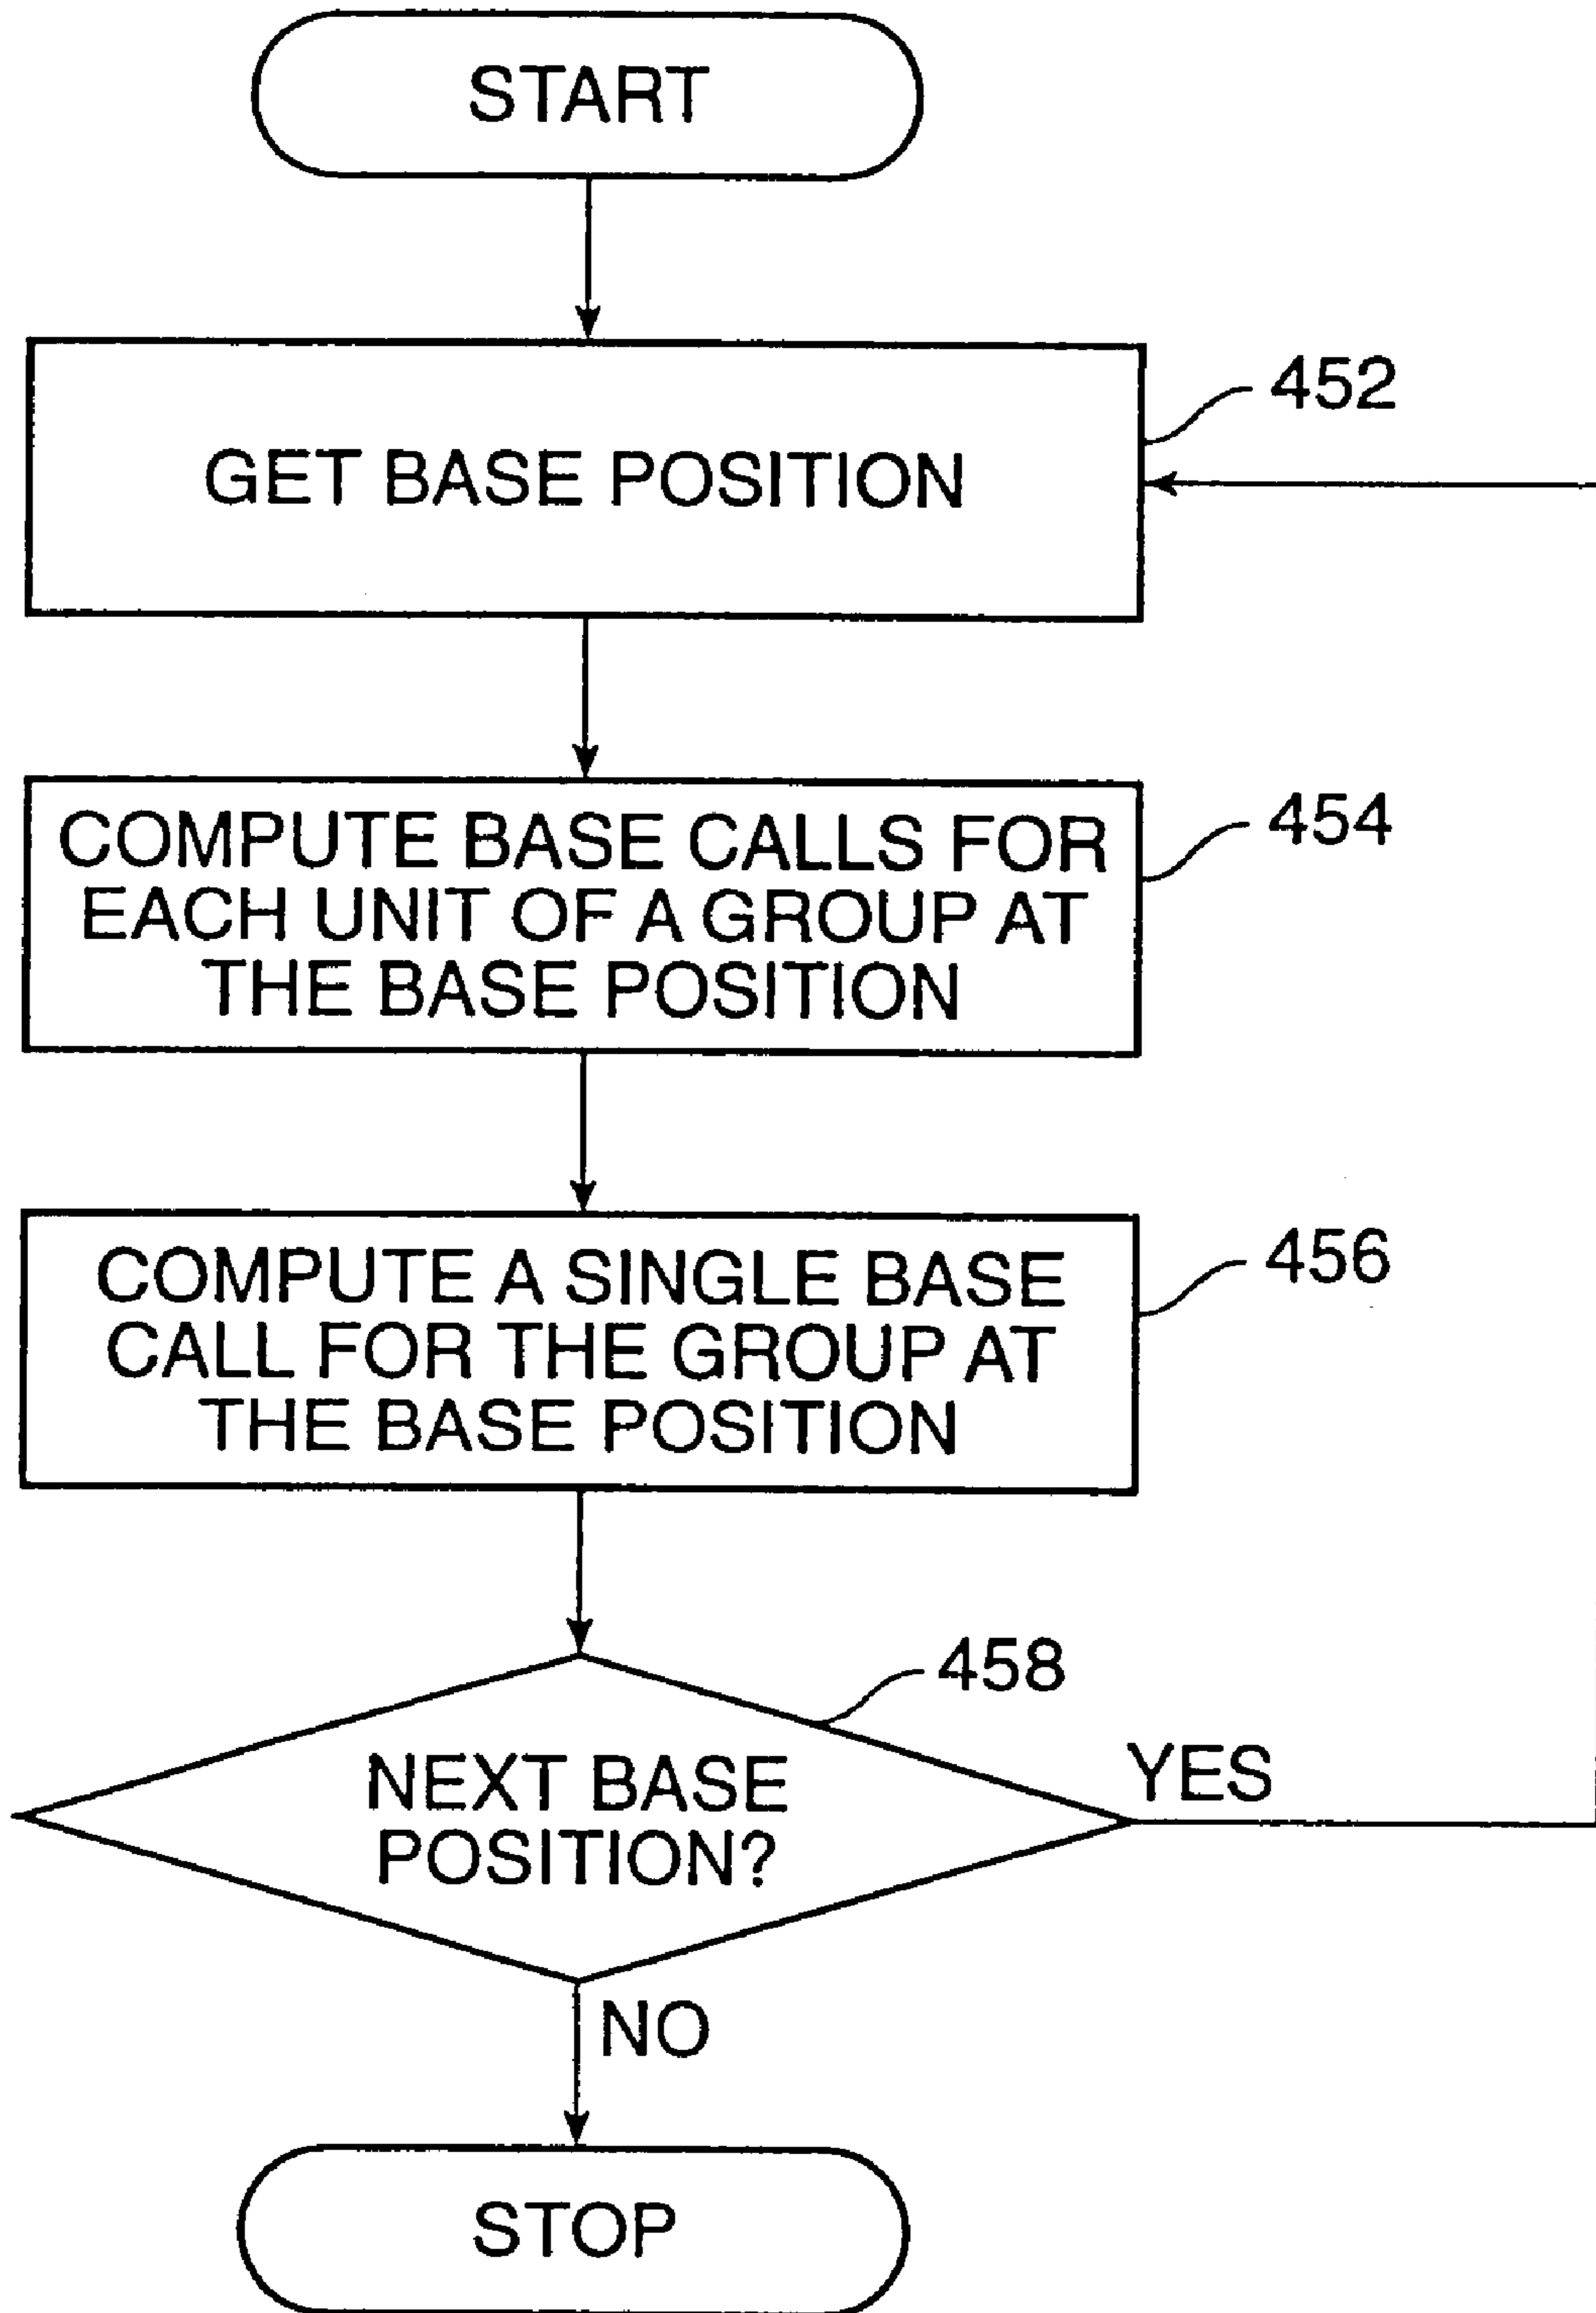 START
452
GET BASE POSITION
454
COMPUTE BASE CALLS FOR
EACH UNIT OF A GROUP AT
THE BASE POSITION
456
COMPUTE A SINGLE BASE
CALL FOR THE GROUP AT
THE BASE POSITION
458
NEXT BASE
POSITION?
YES
NO
STOP